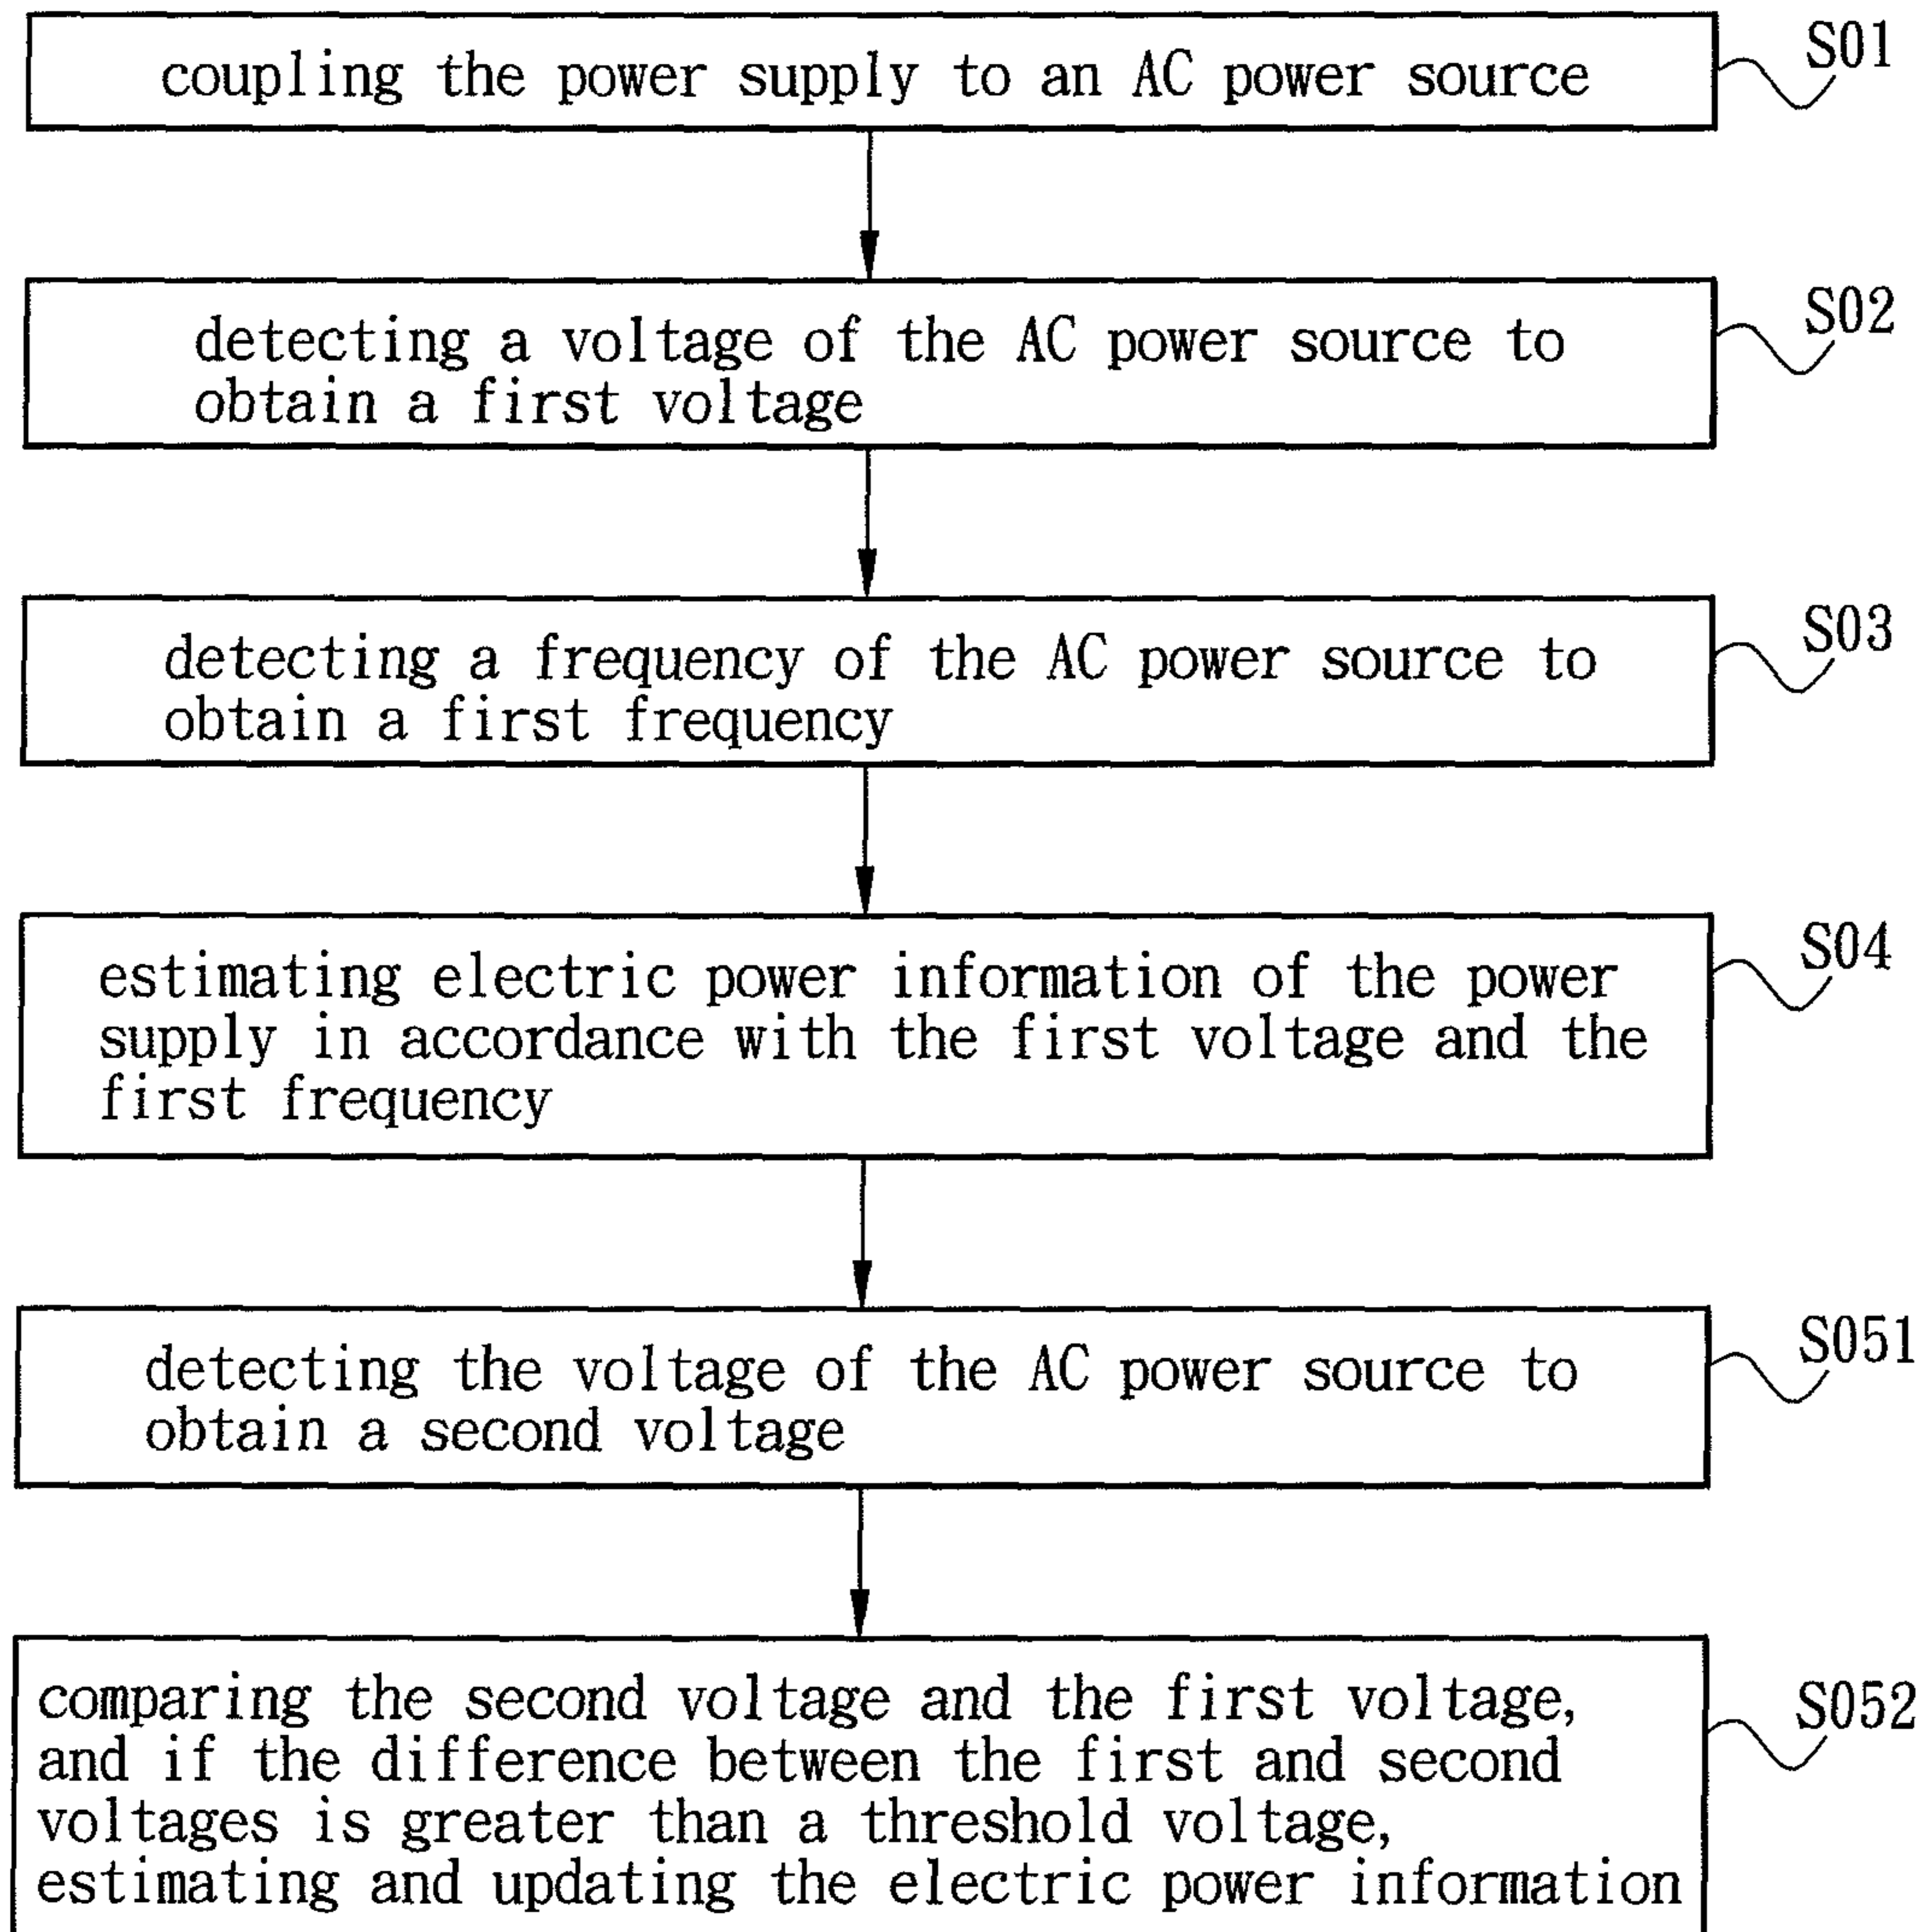 coupling the power supply to an AC power source
S01
detecting a voltage of the AC power source to
obtain a first voltage
S02
detecting a frequency of the AC power source to
obtain a first frequency
S03
estimating electric power information of the power
supply in accordance with the first voltage and the
first frequency
S04
detecting the voltage of the AC power source to
obtain a second voltage
S051
comparing the second voltage and the first voltage,
and if the difference between the first and second
voltages is greater than a threshold voltage,
estimating and updating the electric power information
S052